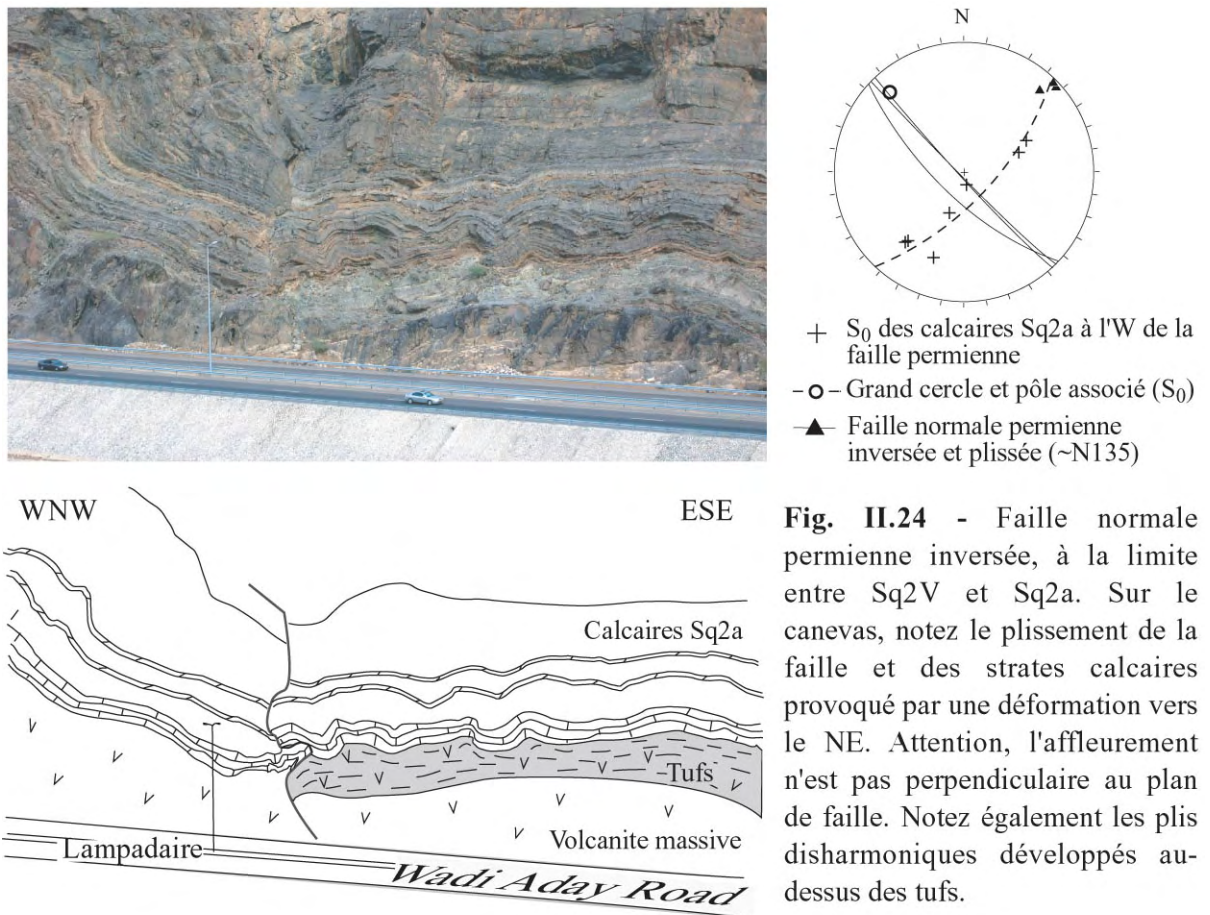 N
+ S0 des calcaires Sq2a à l'W de la
faille permienne
Grand cercle et pôle associé (S0)
Faille normale permienne
inversée et plissée (~N135)
WNW
ESE
Calcaires Sq2a
Tufs
Volcanite massive
Lampadaire
Wadi Aday Road
Fig. II.24 - Faille normale
permienne inversée, à la limite
entre Sq2V et Sq2a. Sur le
canevas, notez le plissement de la
faille et des strates calcaires
provoqué par une déformation vers
le NE. Attention, l'affleurement
n'est pas perpendiculaire au plan
de faille. Notez également les plis
disharmoniques développés au-
dessus des tufs.